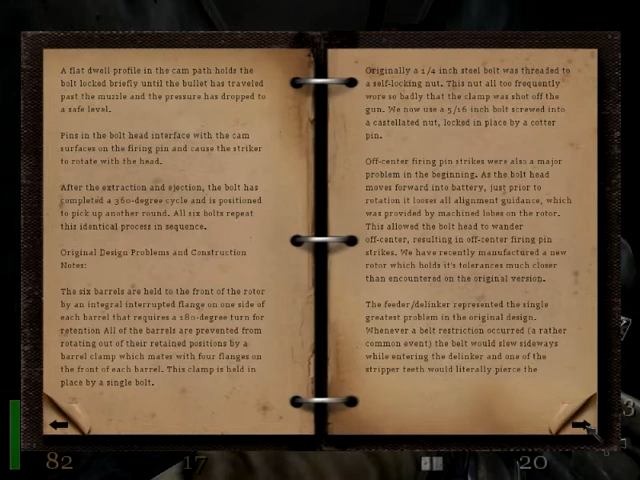 A flat dwell profile in the cam path holds the
bolt locked briefly until the bullet has traveled
past the muzzle and the pressure has dropped to
a safe level.
Pins in the bolt head interface with the cam
surfaces on the firing pin and cause the striker
to rotate with the head.
After the extraction and ejection, the bolt has
completed a 360-degree cycle and is positioned
to pick up another round. All six bolts repeat
this identical process in sequence.
Original Design Problems and Construction
Notes:
The six barrels are held to the front of the rotor
by an integral interrupted flange on one side of
each barrel that requires a 180-degree turn for
retention All of the barrels are prevented from
rotating out of their retained positions by a
barrel clamp which mates with four flanges on
the front of each barrel. This clamp is held in
place by a single bolt.
Originally a 1/4 inch steel bolt was threaded to
a self-locking nut. This nut all too frequently
wore so badly that the clamp was shot off the
gun. We now use a 5/16 inch bolt screwed into
a castellated nut, locked in place by a cotter
pin.
Off-center firing pin strikes were also a major
problem in the beginning. As the bolt head
moves forward into battery, just prior to
rotation it looses all alignment guidance, which
was provided by machined lobes on the rotor.
This allowed the bolt head to wander
off-center, resulting in off-center firing pin
strikes. We have recently manufactured a new
rotor which holds it's tolerances much closer
than encountered on the original version.
The feeder/delinker represented the single
greatest problem in the original design.
Whenever a belt restriction occurred (a rather
common event) the belt would slew sideways
while entering the delinker and one of the
stripper teeth would literally pierce the
82 17 20 3